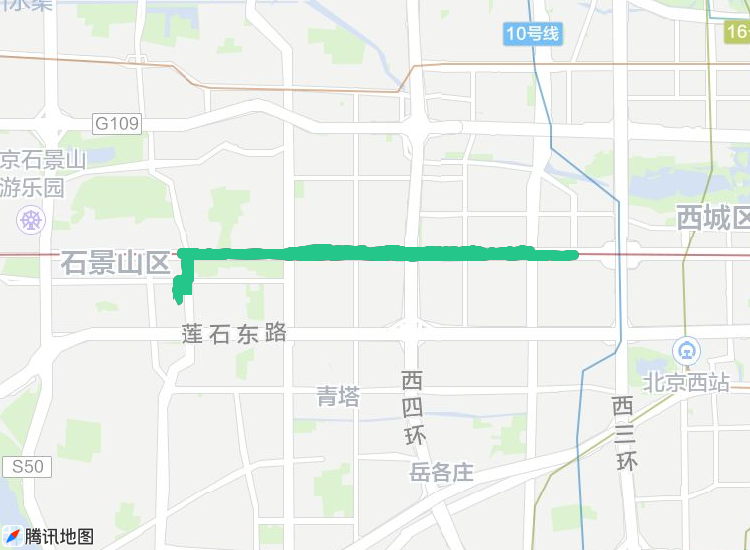 10号线
16
G109
京石景山
游乐园
西城区
石景山区
莲石东路
北京西站
青塔
西四环
西三环
岳各庄
S50
腾讯地图